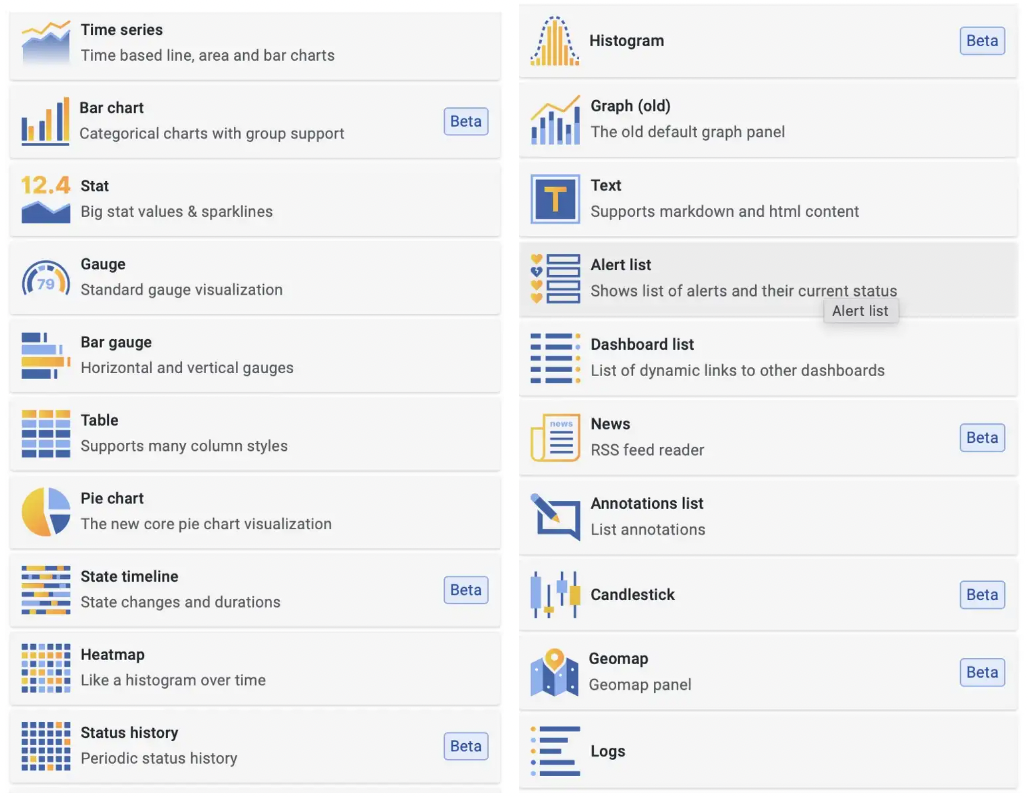 Time series
Time based line, area and bar charts
Bar chart
Categorical charts with group support
Beta
12.4
Stat
Big stat values & sparklines
79
Gauge
Standard gauge visualization
Bar gauge
Horizontal and vertical gauges
Table
Supports many column styles
Pie chart
The new core pie chart visualization
State timeline
State changes and durations
Beta
Heatmap
Like a histogram over time
Status history
Periodic status history
Beta
Histogram
Beta
Graph (old)
The old default graph panel
T
Text
Supports markdown and html content
Alert list
Shows list of alerts and their current status
Alert list
Dashboard list
List of dynamic links to other dashboards
news
News
RSS feed reader
Beta
Annotations list
List annotations
Candlestick
Beta
Geomap
Geomap panel
Beta
Logs